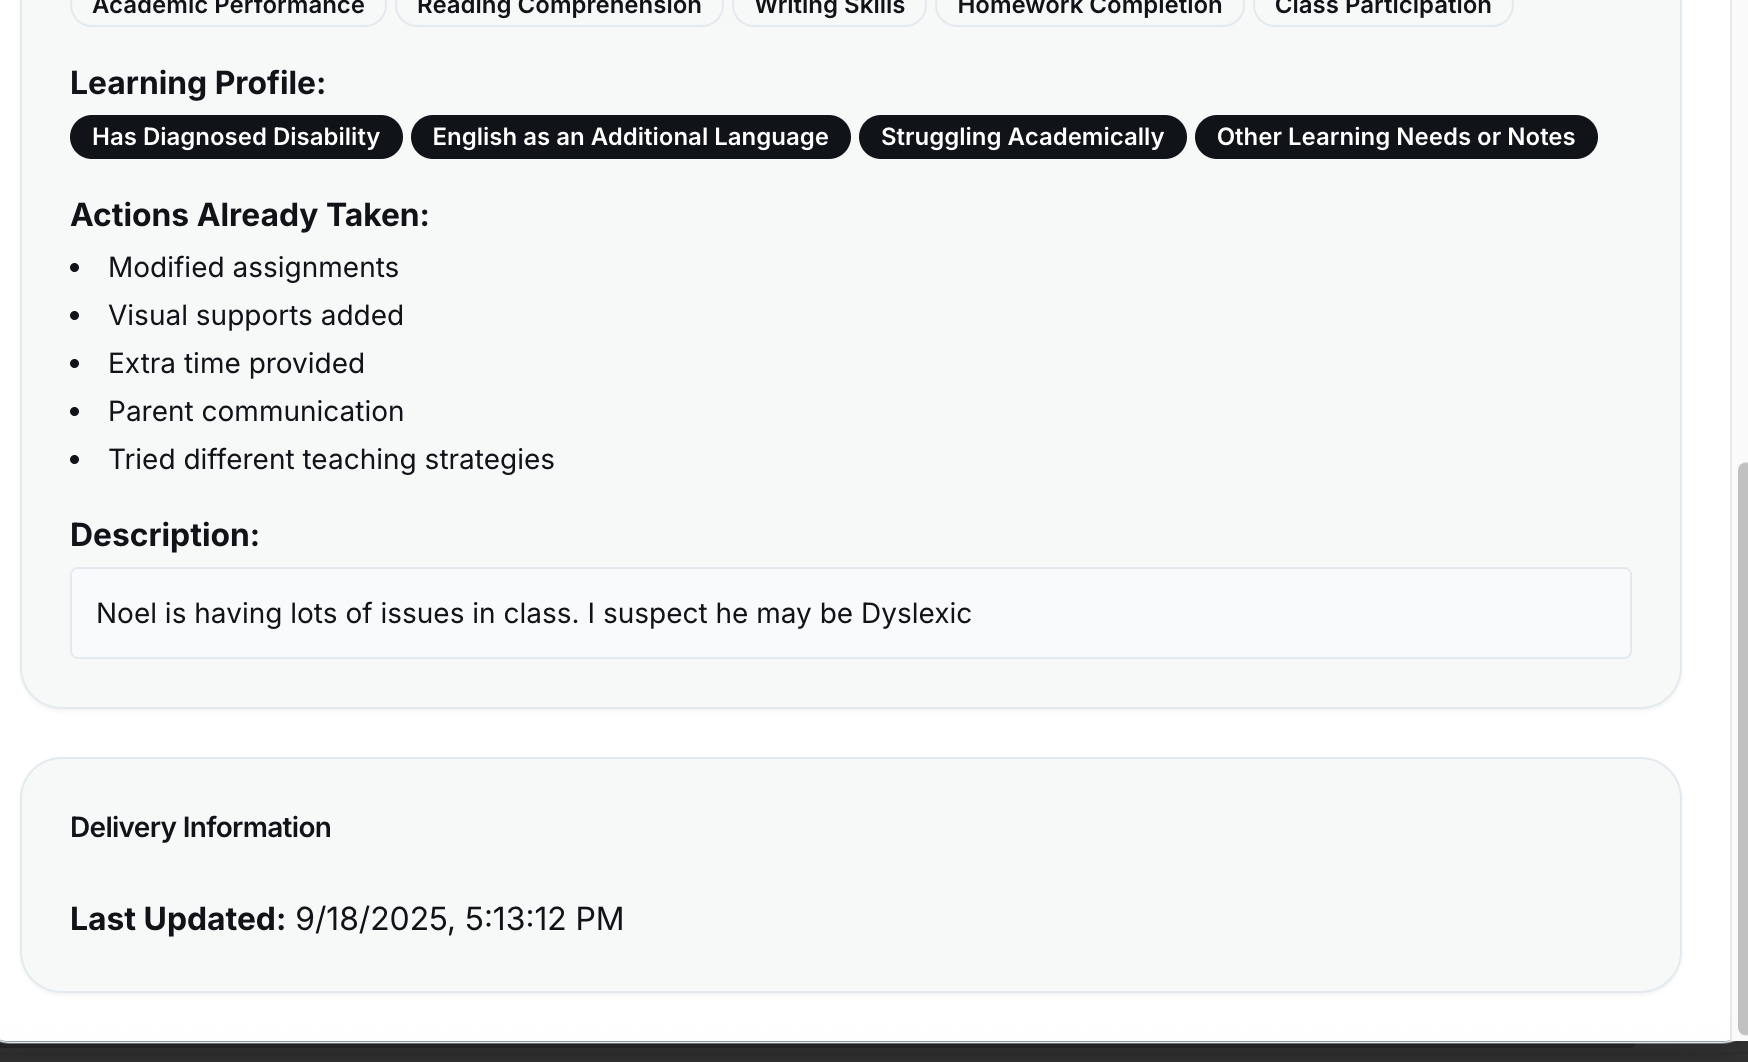 Academic Performance Reading Comprehension Writing Skills Homework Completion Class Participation
Learning Profile:
Has Diagnosed Disability English as an Additional Language Struggling Academically Other Learning Needs or Notes
Actions Already Taken:
• Modified assignments
• Visual supports added
• Extra time provided
• Parent communication
• Tried different teaching strategies
Description:
Noel is having lots of issues in class. I suspect he may be Dyslexic
Delivery Information
Last Updated: 9/18/2025, 5:13:12 PM